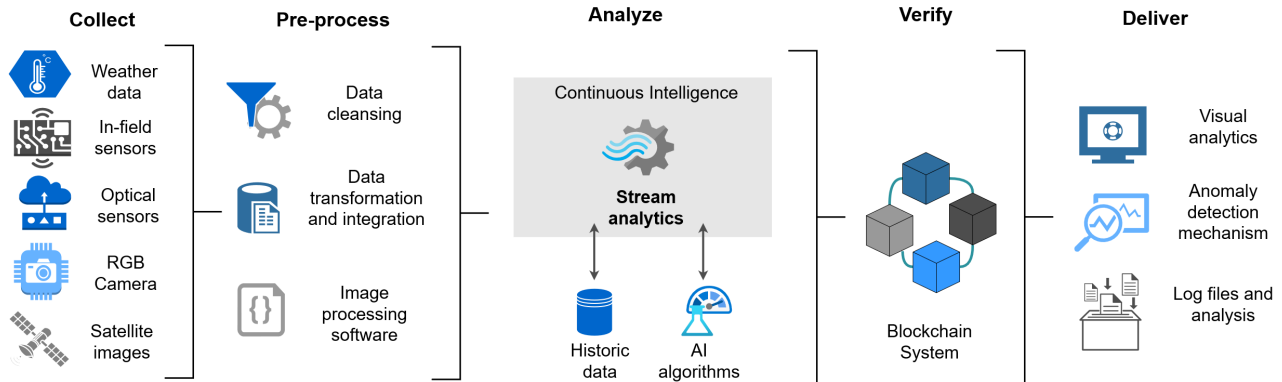 Collect
Pre-process
Analyze
Verify
Deliver
°C
Weather
data
In-field
sensors
Optical
sensors
RGB
Camera
Satellite
images
Data
cleansing
Data
transformation
and integration
{}
Image
processing
software
Continuous Intelligence
Stream
analytics
Historic
data
AI
algorithms
Blockchain
System
Visual
analytics
Anomaly
detection
mechanism
Log files and
analysis